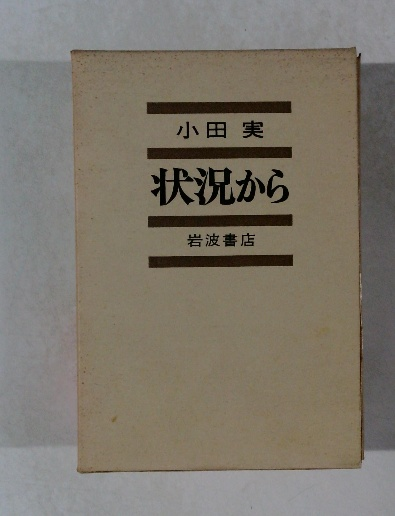 小田 実
状況から
岩波書店